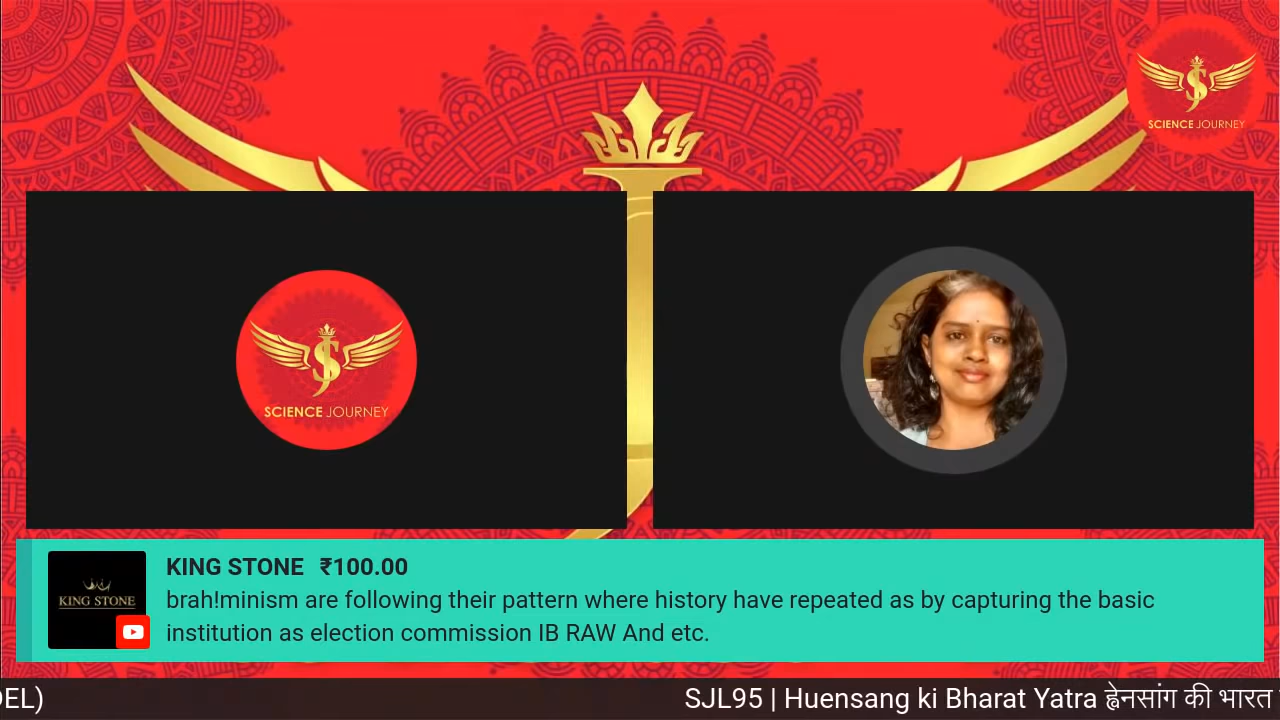 SCIENCE JOURNEY
SCIENCE JOURNEY
KING STONE
KING STONE ₹100.00
brah!minism are following their pattern where history have repeated as by capturing the basic
institution as election commission IB RAW And etc.
DEL) SJL95 | Huensang ki Bharat Yatra ह्वेनसांग की भारत